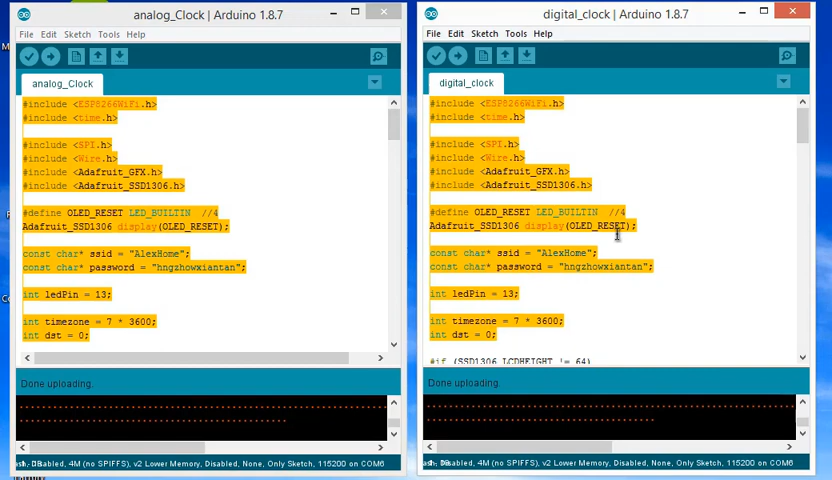 analog_Clock | Arduino 1.8.7
File Edit Sketch Tools Help
analog_Clock
#include <ESP8266WiFi.h>
#include <time.h>
#include <SPI.h>
#include <Wire.h>
#include <Adafruit_GFX.h>
#include <Adafruit_SSD1306.h>
#define OLED_RESET LED_BUILTIN //4
Adafruit_SSD1306 display(OLED_RESET);
const char* ssid = "AlexHome";
const char* password = "hngzhowxiantan";
int ledPin = 13;
int timezone = 7 * 3600;
int dst = 0;
Done uploading.
Disabled, 4M (no SPIFFS), v2 Lower Memory, Disabled, None, Only Sketch, 115200 on COM6
digital_clock | Arduino 1.8.7
File Edit Sketch Tools Help
digital_clock
#include <ESP8266WiFi.h>
#include <time.h>
#include <SPI.h>
#include <Wire.h>
#include <Adafruit_GFX.h>
#include <Adafruit_SSD1306.h>
#define OLED_RESET LED_BUILTIN //4
Adafruit_SSD1306 display(OLED_RESET);
const char* ssid = "AlexHome";
const char* password = "hngzhowxiantan";
int ledPin = 13;
int timezone = 7 * 3600;
int dst = 0;
#if (SSD1306_LCDHEIGHT != 64)
Done uploading.
Disabled, 4M (no SPIFFS), v2 Lower Memory, Disabled, None, Only Sketch, 115200 on COM6